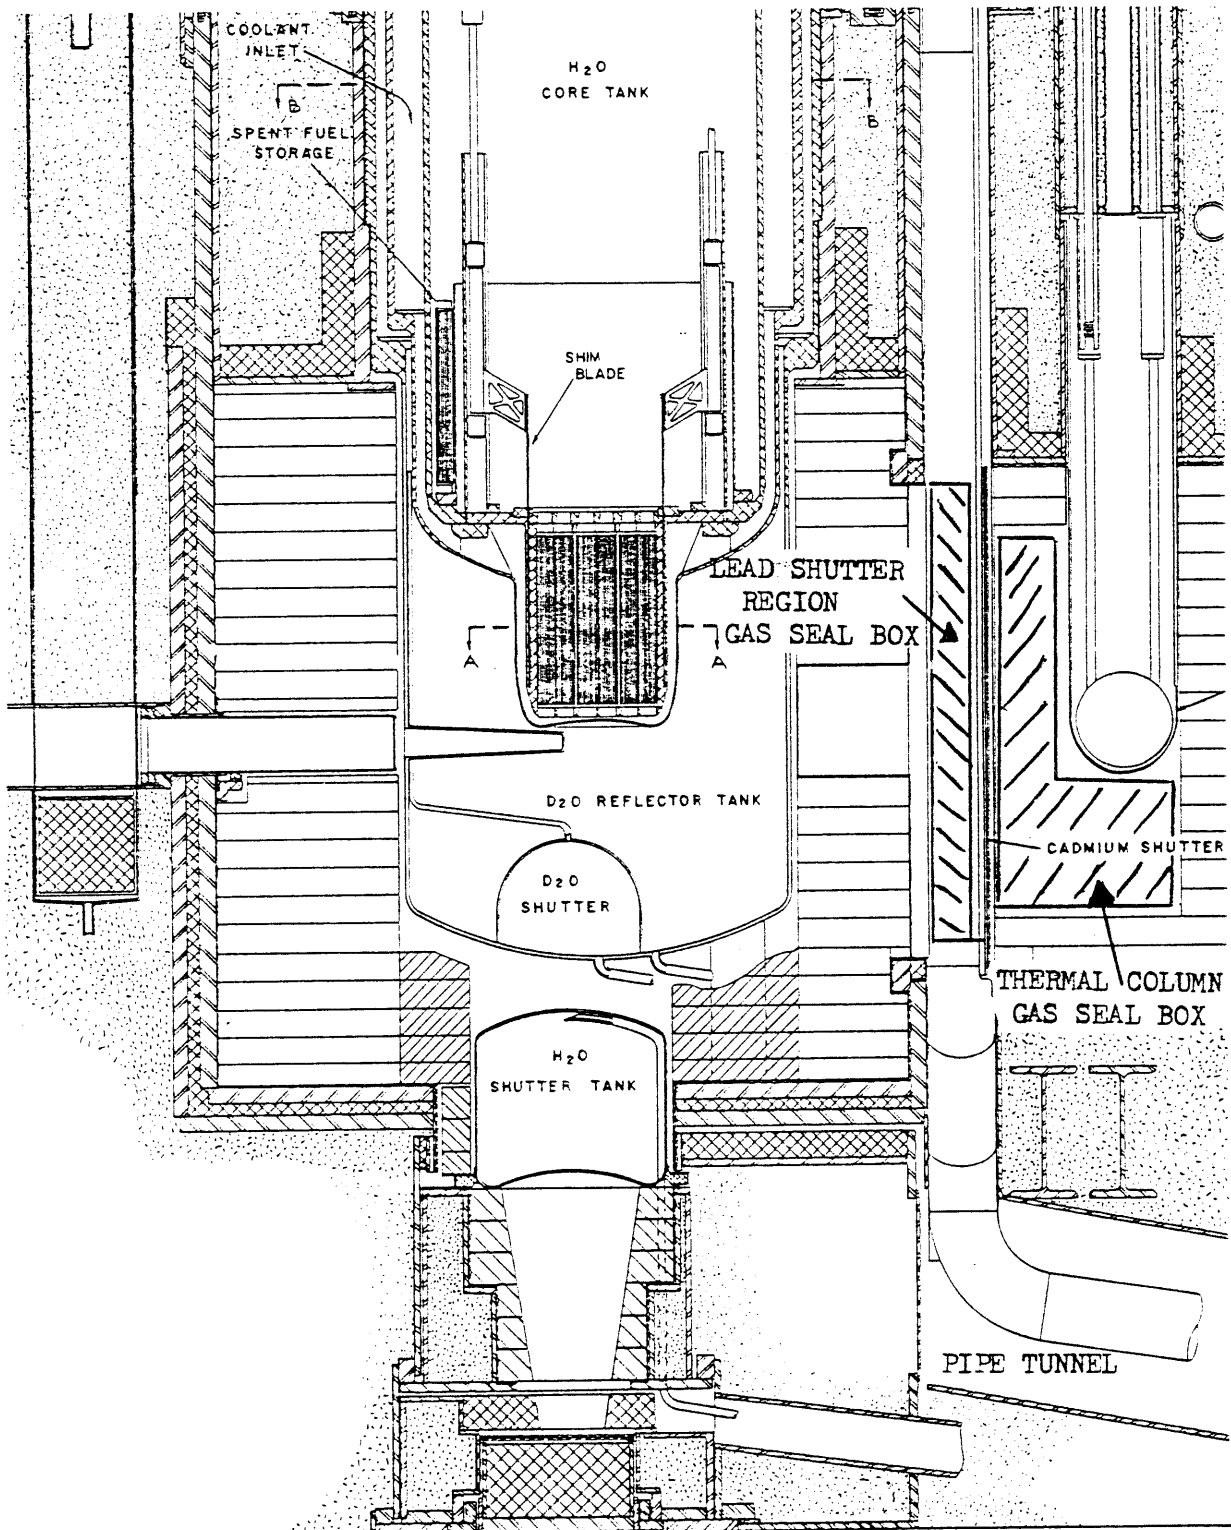 COOLANT
INLET
H2O
CORE TANK
B
B
SPENT FUEL
STORAGE
SHIM
BLADE
LEAD SHUTTER
REGION
GAS SEAL BOX
A
A
D2O REFLECTOR TANK
CADMIUM SHUTTER
D2O
SHUTTER
THERMAL COLUMN
GAS SEAL BOX
H2O
SHUTTER TANK
PIPE TUNNEL